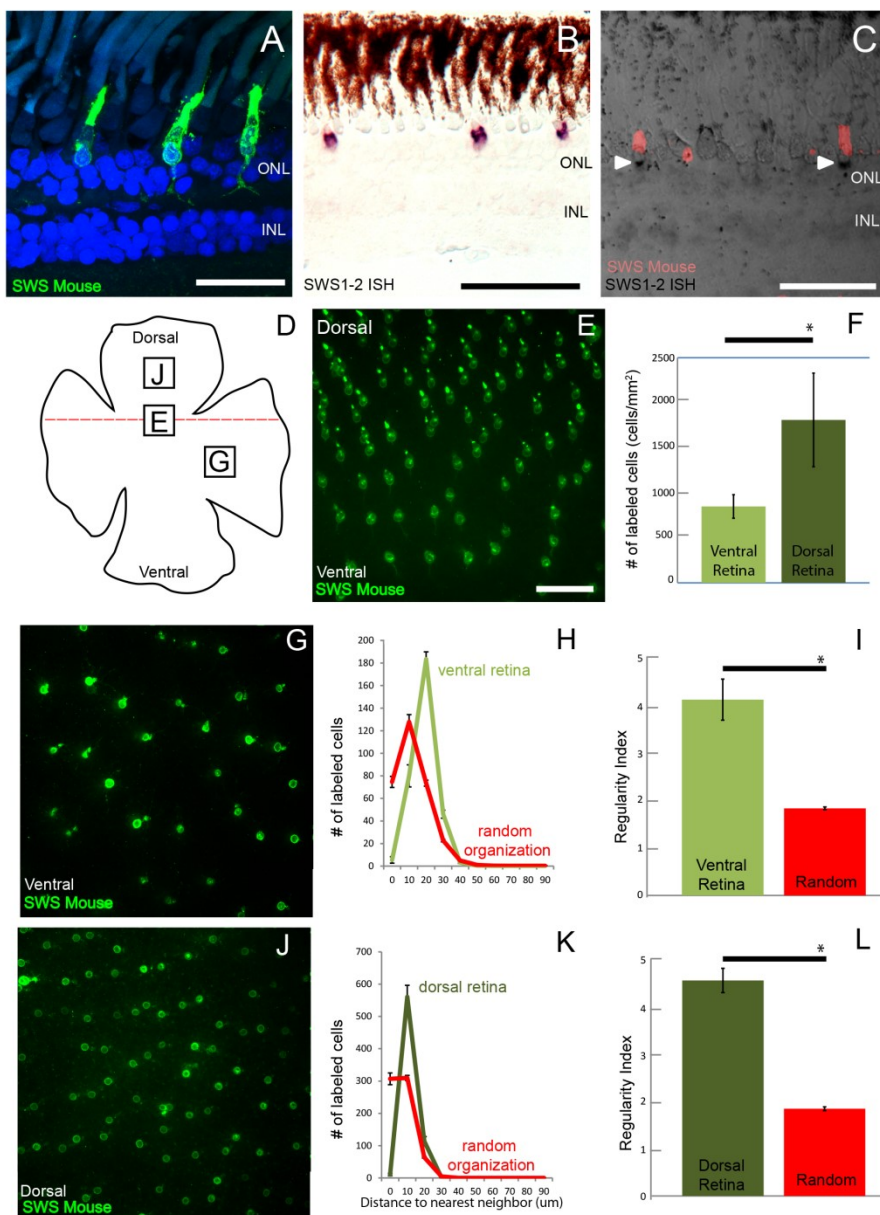 A
ONL
INL
SWS Mouse
B
ONL
INL
SWS1-2 ISH
C
ONL
INL
SWS Mouse
SWS1-2 ISH
D
Dorsal
J
E
G
Ventral
E
Dorsal
Ventral
SWS Mouse
F
*
# of labeled cells (cells/mm²)
2500
2000
1500
1000
500
0
Ventral Retina
Dorsal Retina
G
Ventral
SWS Mouse
H
# of labeled cells
200
180
160
140
120
100
80
60
40
20
0
ventral retina
random organization
0 10 20 30 40 50 60 70 80 90
I
*
Regularity Index
5
4
3
2
1
0
Ventral Retina
Random
J
Dorsal
SWS Mouse
K
# of labeled cells
700
600
500
400
300
200
100
0
dorsal retina
random organization
0 10 20 30 40 50 60 70 80 90
Distance to nearest neighbor (um)
L
*
Regularity Index
5
4
3
2
1
0
Dorsal Retina
Random